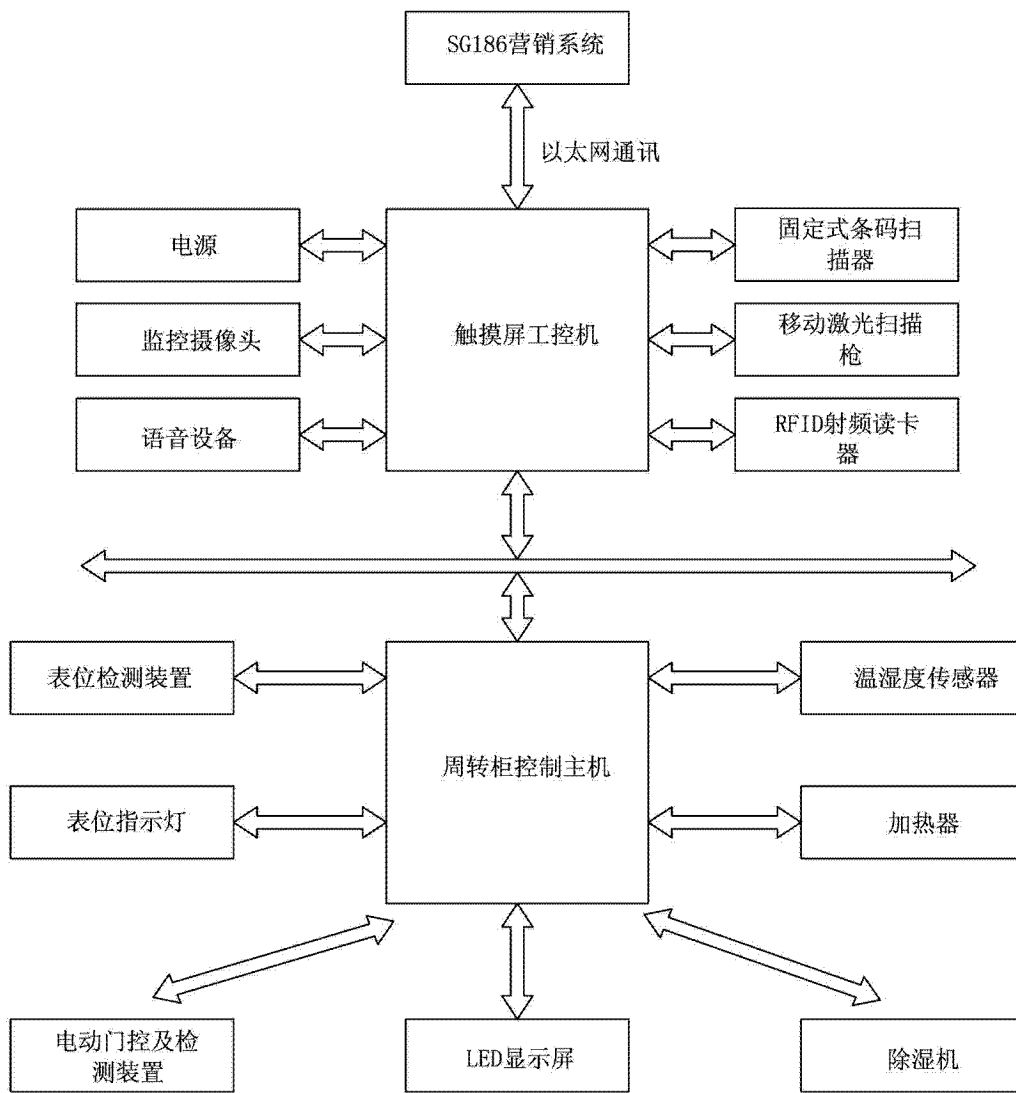 SG186营销系统
以太网通讯
电源
监控摄像头
语音设备
触摸屏工控机
固定式条码扫
描器
移动激光扫描
枪
RFID射频读卡
器
表位检测装置
表位指示灯
周转柜控制主机
温湿度传感器
加热器
电动门控及检
测装置
LED显示屏
除湿机